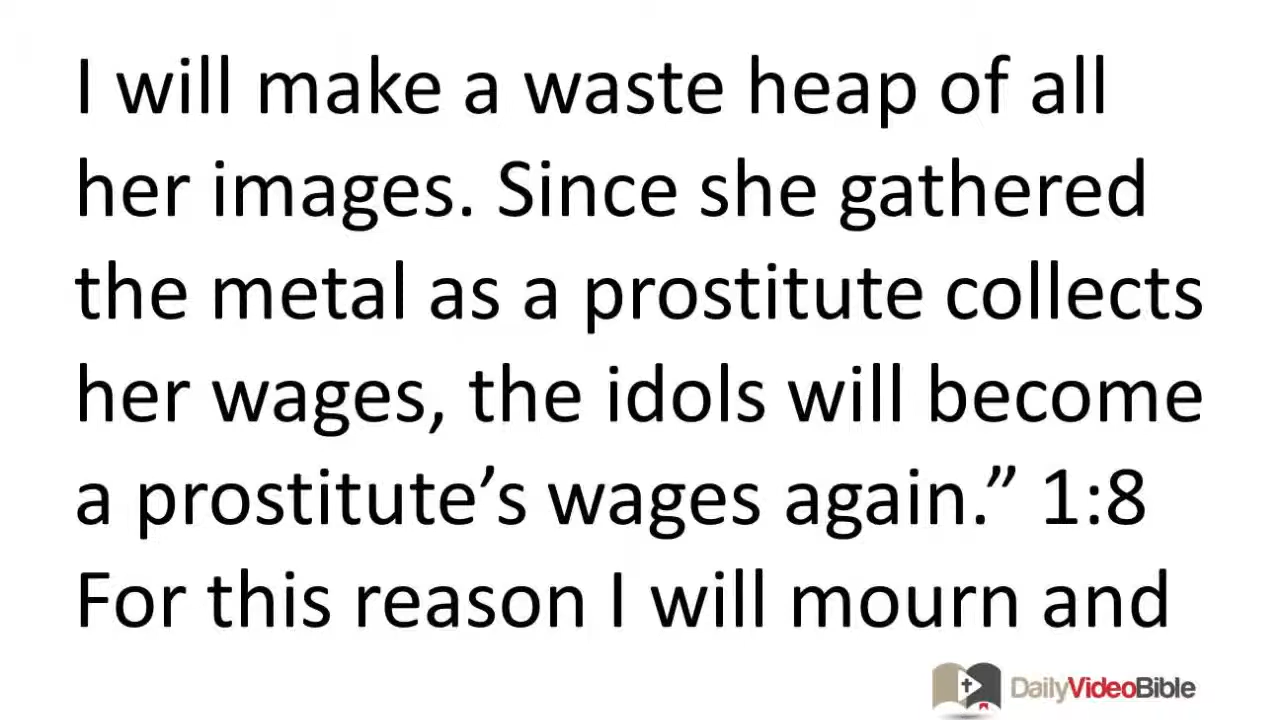 I will make a waste heap of all
her images. Since she gathered
the metal as a prostitute collects
her wages, the idols will become
a prostitute’s wages again.” 1:8
For this reason I will mourn and
DailyVideoBible